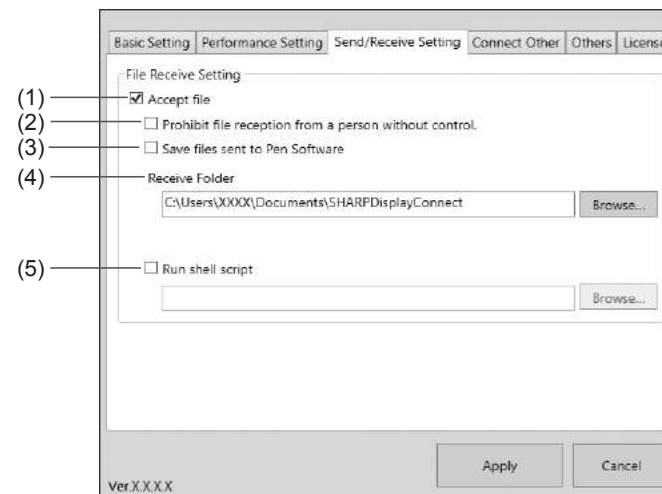 Basic Setting Performance Setting Send/Receive Setting Connect Other Others License
File Receive Setting
(1) Accept file
(2) Prohibit file reception from a person without control.
(3) Save files sent to Pen Software
(4) Receive Folder
C:\Users\XXXX\Documents\SHARPDisplayConnect Browse...
(5) Run shell script
Browse...
Apply Cancel
Ver.X.X.X.X